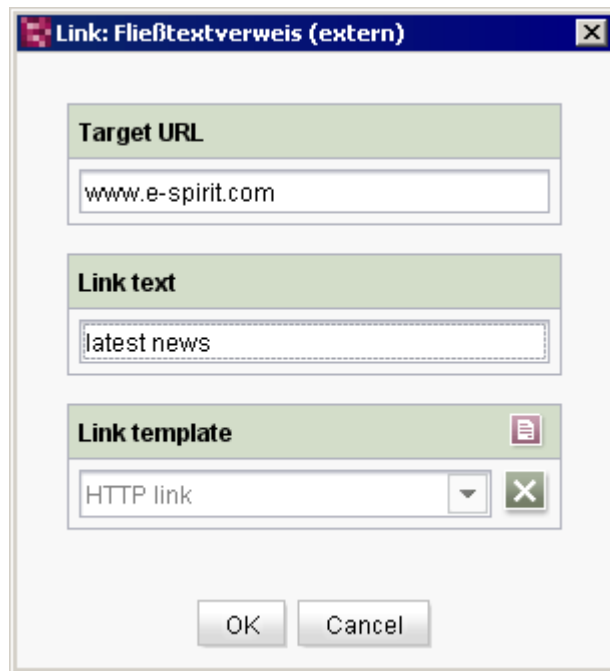 Link: Fließtextverweis (extern)
Target URL
www.e-spirit.com
Link text
latest news
Link template
HTTP link
OK Cancel